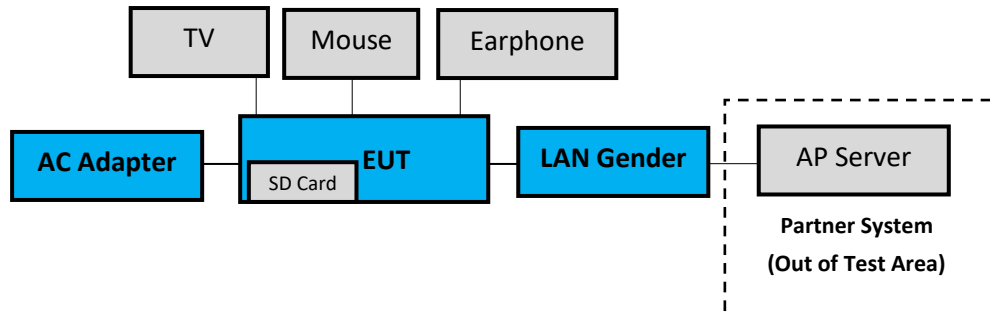 TV
Mouse
Earphone
AC Adapter
EUT
SD Card
LAN Gender
AP Server
Partner System
(Out of Test Area)